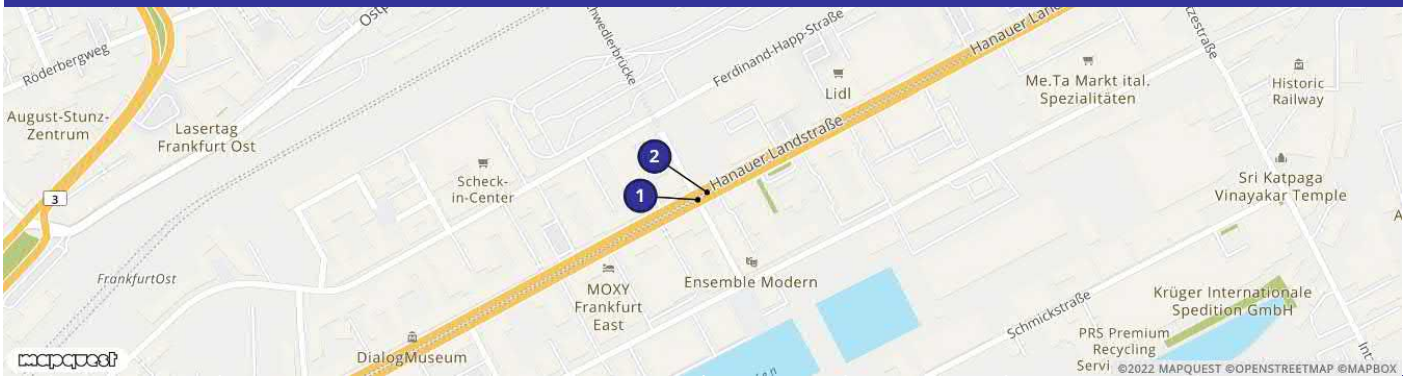 Röderbergweg
August-Stunz-
Zentrum
Lasertag
Frankfurt Ost
3
FrankfurtOst
Scheck-
in-Center
Ferdinand-Happ-Straße
Lidl
2
1
Hanauer Landstraße
MOXY
Frankfurt
East
Ensemble Modern
DialogMuseum
Me.Ta Markt ital.
Spezialitäten
Historic
Railway
Sri Katpaga
Vinayakar Temple
Schmickstraße
Krüger Internationale
Spedition GmbH
PRS Premium
Recycling
Servi
mapquest
©2022 MAPQUEST ©OPENSTREETMAP ©MAPBOX